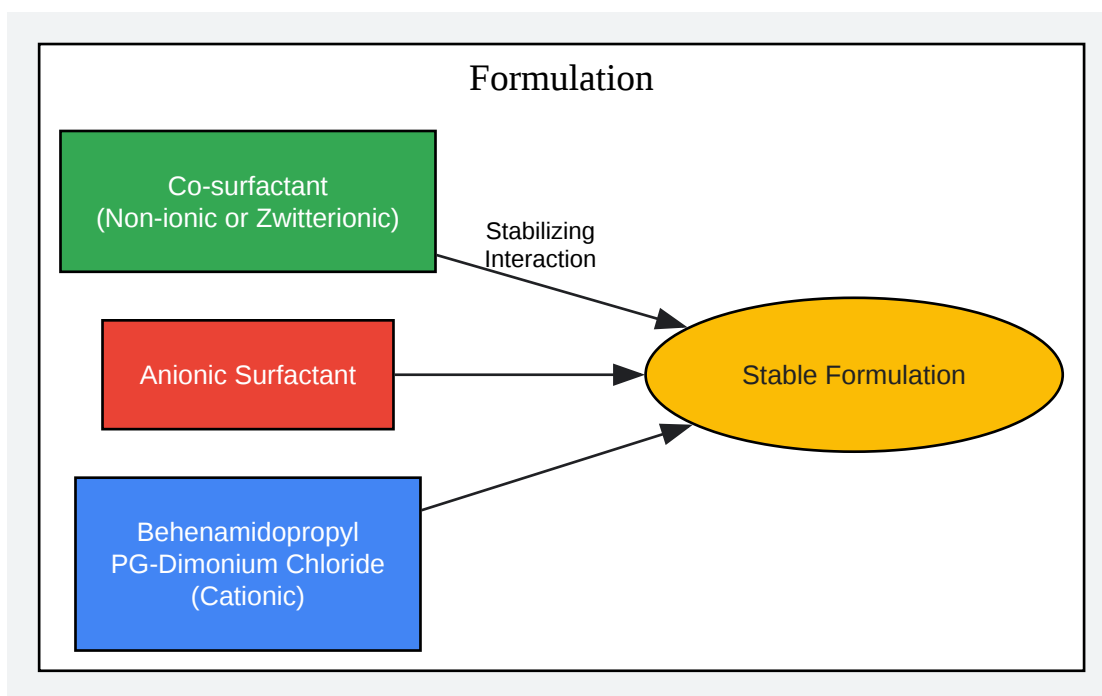 Formulation
Co-surfactant
(Non-ionic or Zwitterionic)
Stabilizing
Interaction
Anionic Surfactant
Stable Formulation
Behenamidopropyl
PG-Dimonium Chloride
(Cationic)